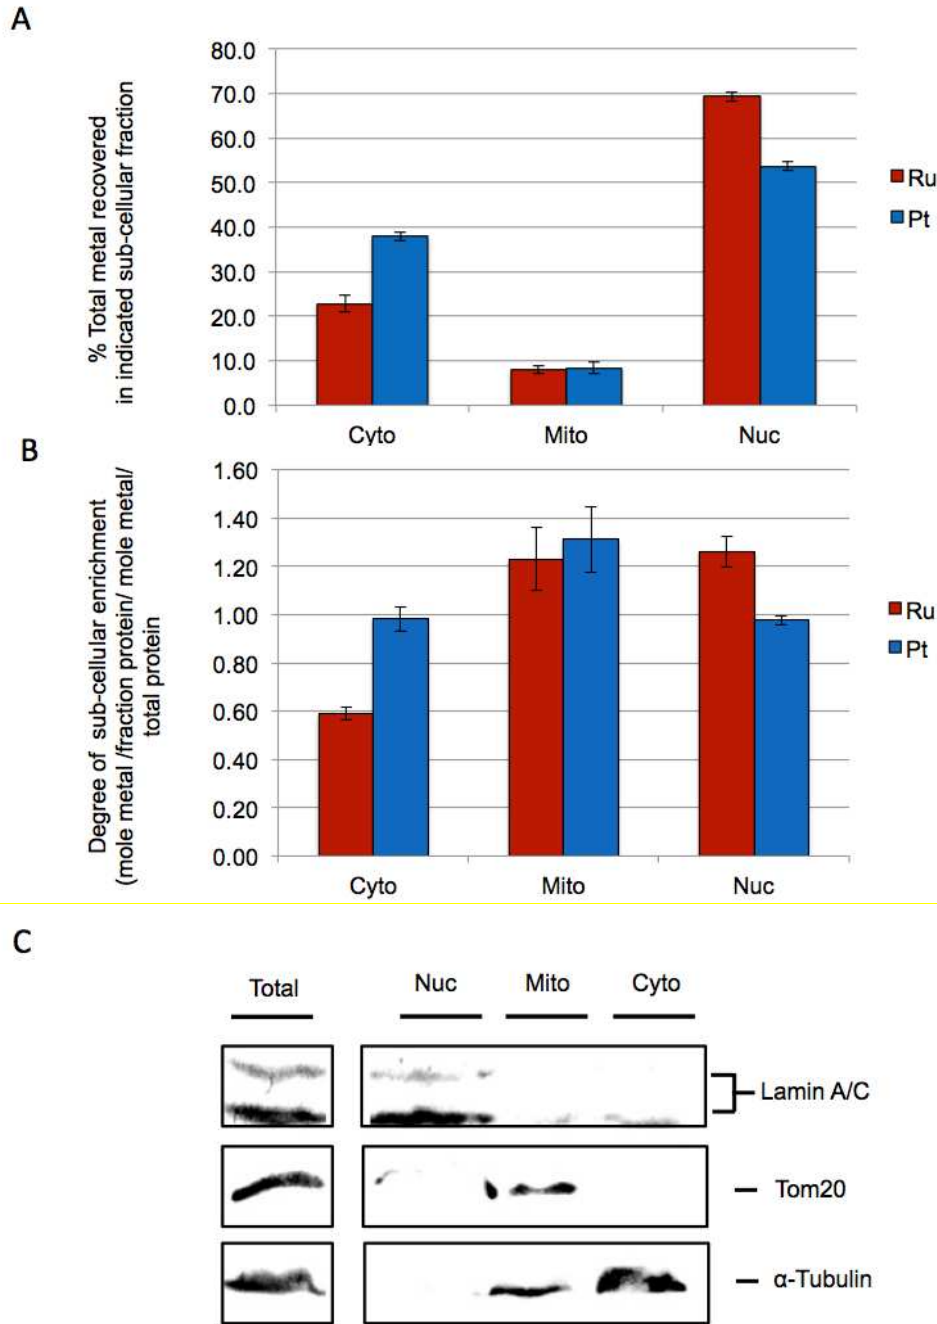 A
% Total metal recovered
in indicated sub-cellular fraction
80.0
70.0
60.0
50.0
40.0
30.0
20.0
10.0
0.0
Cyto
Mito
Nuc
Ru
Pt
B
Degree of sub-cellular enrichment
(mole metal /fraction protein/ mole metal/
total protein
1.60
1.40
1.20
1.00
0.80
0.60
0.40
0.20
0.00
Cyto
Mito
Nuc
Ru
Pt
C
Total
Nuc
Mito
Cyto
Lamin A/C
Tom20
α-Tubulin